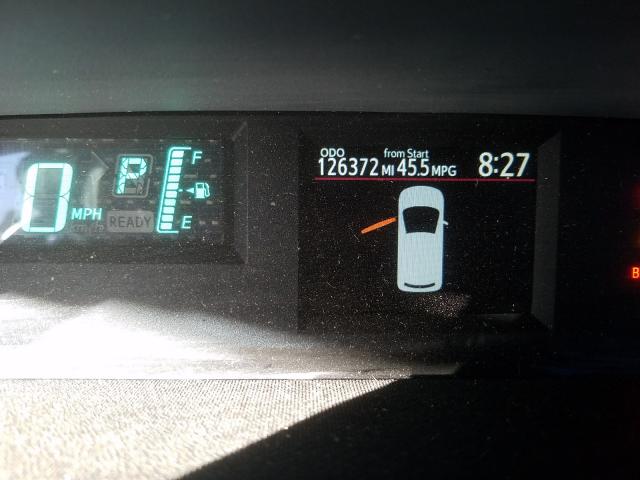 ODO from Start
126372 MI 45.5 MPG 8:27
F
P
0 MPH
READY
E
B